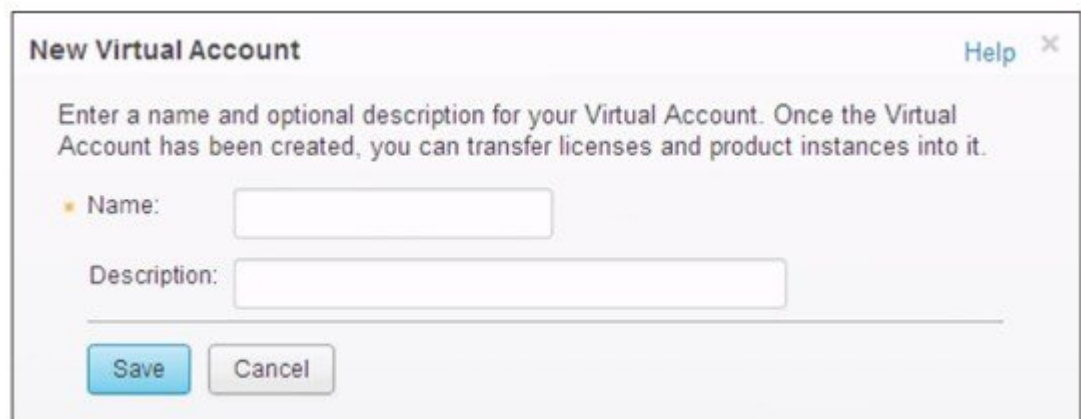 New Virtual Account
Help ×
Enter a name and optional description for your Virtual Account. Once the Virtual
Account has been created, you can transfer licenses and product instances into it.
Name:
Description:
Save Cancel